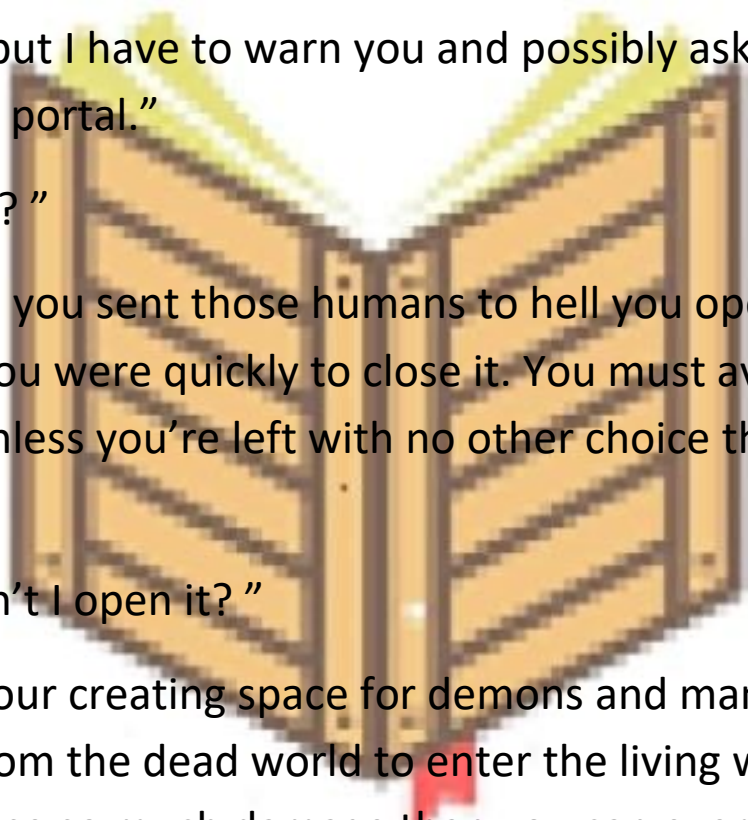 but I have to warn you and possibly ask
portal.”
? ”
you sent those humans to hell you ope
ou were quickly to close it. You must av
nless you’re left with no other choice th
n’t I open it? ”
our creating space for demons and man
om the dead world to enter the living w